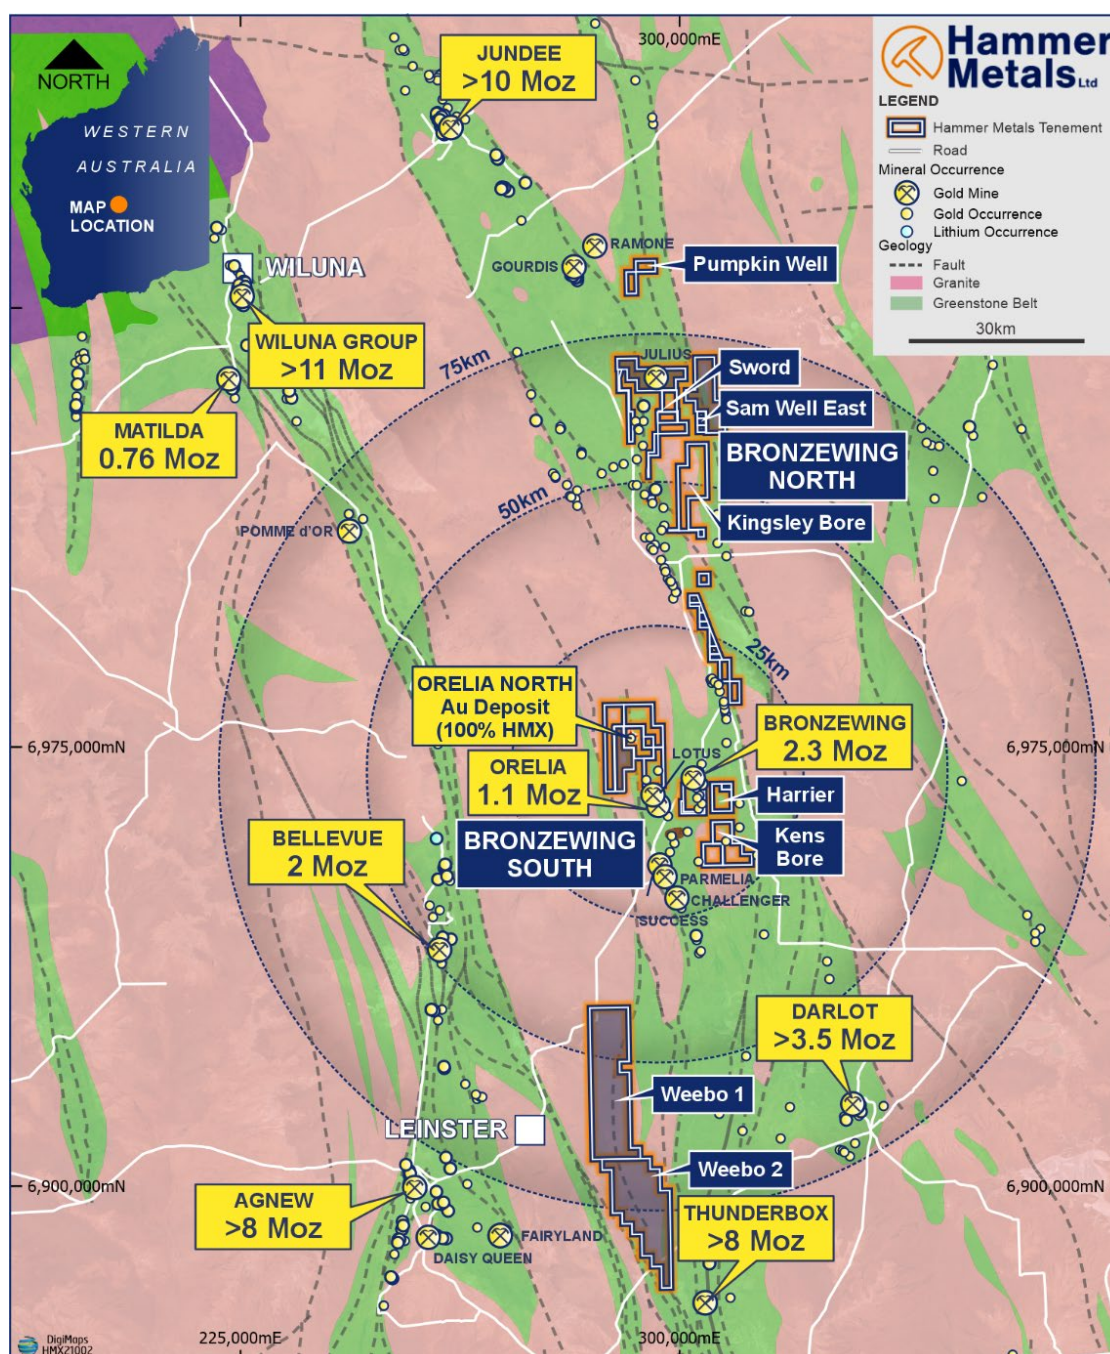 NORTH
WESTERN
AUSTRALIA
MAP
LOCATION
300,000mE
Hammer
Metals Ltd
LEGEND
Hammer Metals Tenement
Road
Mineral Occurrence
Gold Mine
Gold Occurrence
Lithium Occurrence
Geology
Fault
Granite
Greenstone Belt
30km
JUNDEE
>10 Moz
RAMONE
GOURDIS
Pumpkin Well
WILUNA
WILUNA GROUP
>11 Moz
MATILDA
0.76 Moz
75km
JULIUS
Sword
Sam Well East
BRONZEWING
NORTH
50km
Kingsley Bore
POMME d'OR
25km
ORELIA NORTH
Au Deposit
(100% HMX)
BRONZEWING
2.3 Moz
LOTUS
6,975,000mN
6,975,000mN
ORELIA
1.1 Moz
Harrier
BELLEVUE
2 Moz
BRONZEWING
SOUTH
Kens
Bore
PARMELIA
CHALLENGER
SUCCESS
DARLOT
>3.5 Moz
Weebo 1
LEINSTER
Weebo 2
6,900,000mN
6,900,000mN
AGNEW
>8 Moz
THUNDERBOX
>8 Moz
FAIRYLAND
DAISY QUEEN
DigiMaps
HMX21002
225,000mE
300,000mE